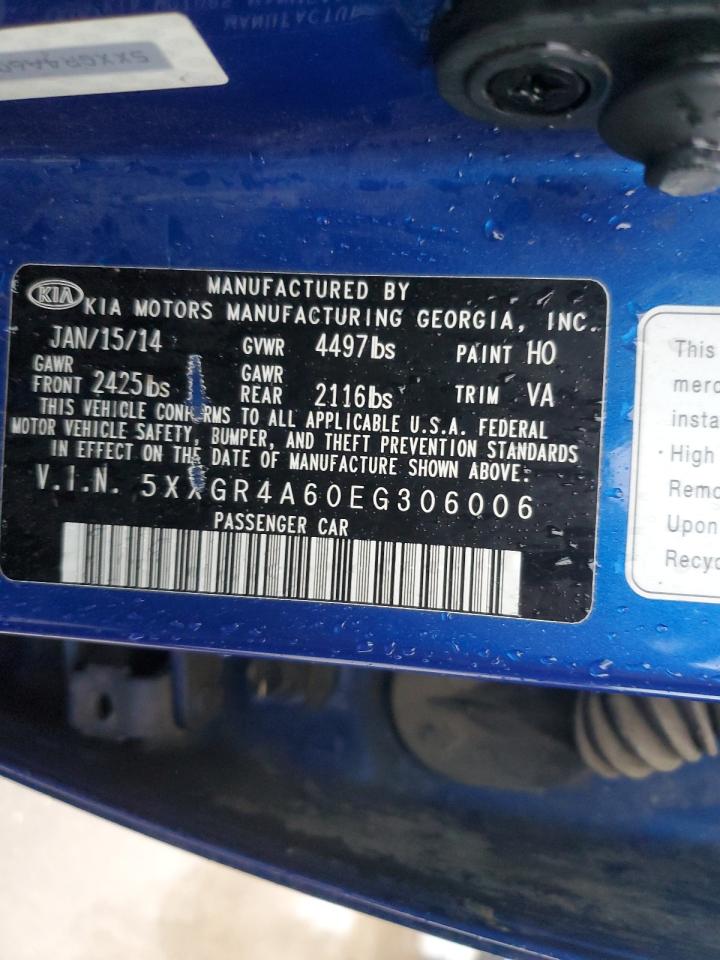 MANUFACTUR
5XXGR4A60
KIA
MANUFACTURED BY
KIA MOTORS MANUFACTURING GEORGIA, INC.
JAN/15/14 GVWR 4497lbs PAINT HO
GAWR FRONT 2425lbs GAWR REAR 2116lbs TRIM VA
THIS VEHICLE CONFORMS TO ALL APPLICABLE U.S.A. FEDERAL
MOTOR VEHICLE SAFETY, BUMPER, AND THEFT PREVENTION STANDARDS
IN EFFECT ON THE DATE OF MANUFACTURE SHOWN ABOVE:
V.I.N. 5XXGR4A60EG306006
PASSENGER CAR
This
merc
insta
· High
Remo
Upon
Recyc